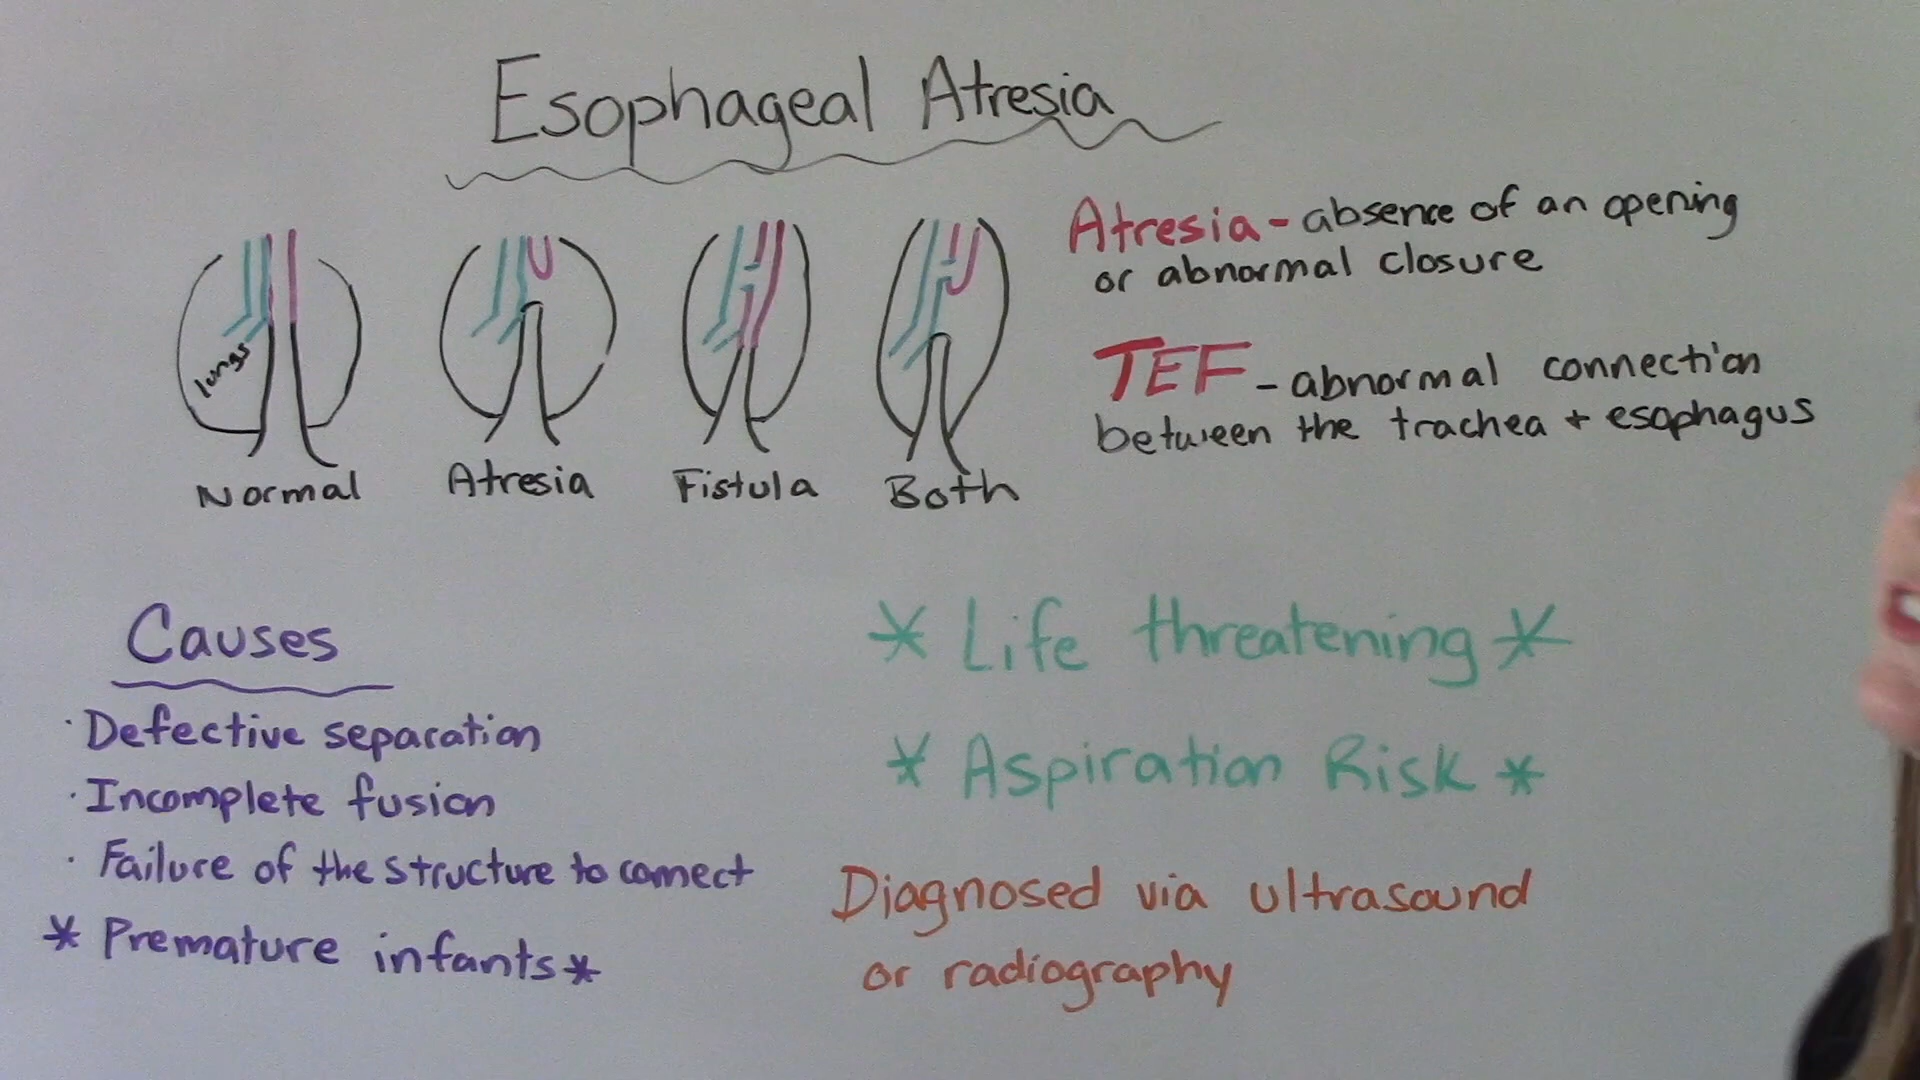 Esophageal Atresia
lungs
Normal
Atresia
Fistula
Both
Atresia - absence of an opening
or abnormal closure
TEF - abnormal connection
between the trachea + esophagus
Causes
· Defective separation
· Incomplete fusion
· Failure of the structure to connect
* Premature infants *
* Life threatening *
* Aspiration Risk *
Diagnosed via ultrasound
or radiography